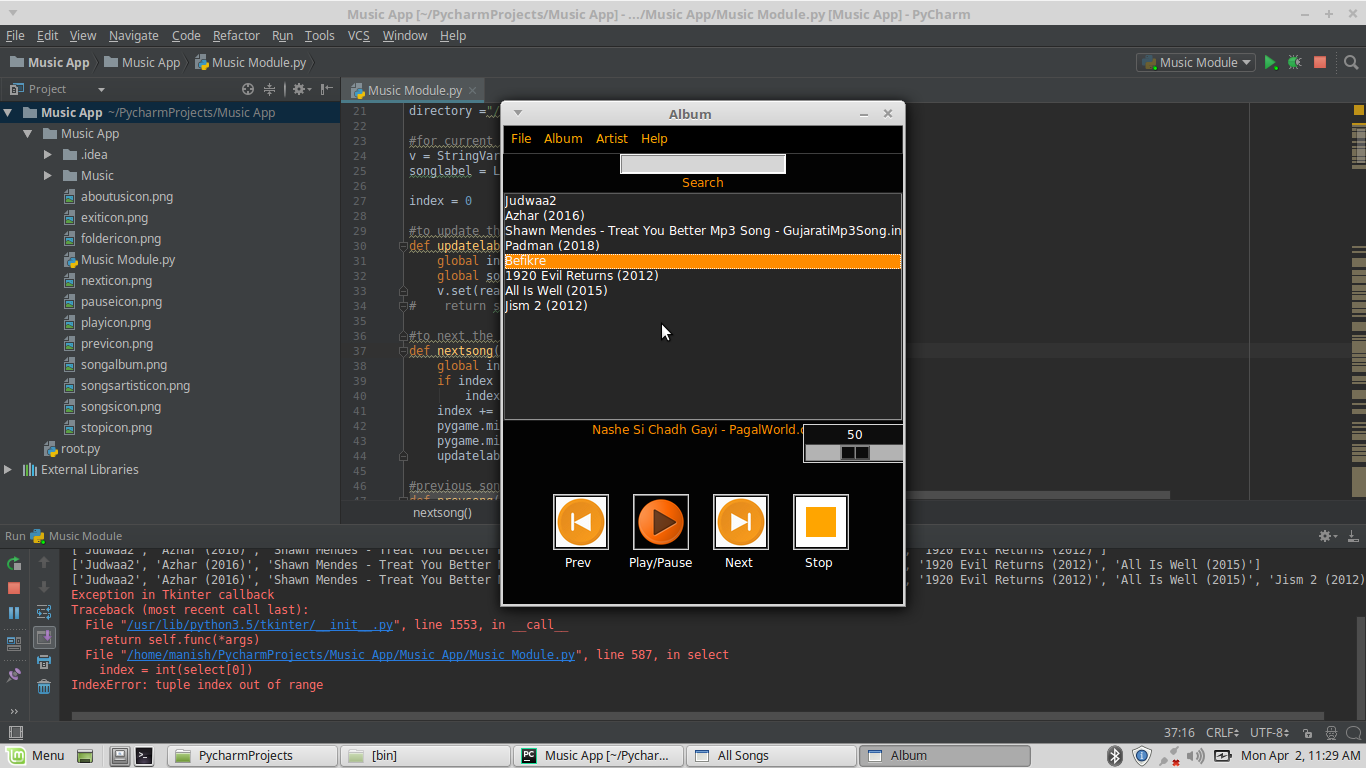 Music App [~/PycharmProjects/Music App] - .../Music App/Music Module.py [Music App] - PyCharm
File Edit View Navigate Code Refactor Run Tools VCS Window Help
Music App Music App Music Module.py Music Module
Project Music Module.py
Music App ~/PycharmProjects/Music App
Music App
.idea
Music
aboutusicon.png
exiticon.png
foldericon.png
Music Module.py
nexticon.png
pauseicon.png
playicon.png
previcon.png
songalbum.png
songsartisticon.png
songsicon.png
stopicon.png
root.py
External Libraries
21 directory ="/
22
23 #for current
24 v = StringVar
25 songlabel = L
26
27 index = 0
28
29 #to update th
30 def updatelab
31 global in
32 global so
33 v.set(rea
34 # return s
35
36 #to next the
37 def nextsong(
38 global in
39 if index
40 index
41 index +=
42 pygame.mi
43 pygame.mi
44 updatelab
45
46 #previous son
47 def prevsong(
nextsong()
Album
File Album Artist Help
Search
Judwaa2
Azhar (2016)
Shawn Mendes - Treat You Better Mp3 Song - GujaratiMp3Song.in
Padman (2018)
Befikre
1920 Evil Returns (2012)
All Is Well (2015)
Jism 2 (2012)
Nashe Si Chadh Gayi - PagalWorld.c
50
Prev Play/Pause Next Stop
Run Music Module
['Judwaa2', 'Azhar (2016)', 'Shawn Mendes - Treat You Better M , '1920 Evil Returns (2012)']
['Judwaa2', 'Azhar (2016)', 'Shawn Mendes - Treat You Better M , '1920 Evil Returns (2012)', 'All Is Well (2015)']
['Judwaa2', 'Azhar (2016)', 'Shawn Mendes - Treat You Better M , '1920 Evil Returns (2012)', 'All Is Well (2015)', 'Jism 2 (2012)
Exception in Tkinter callback
Traceback (most recent call last):
File "/usr/lib/python3.5/tkinter/__init__.py", line 1553, in __call__
return self.func(*args)
File "/home/manish/PycharmProjects/Music App/Music App/Music Module.py", line 587, in select
index = int(select[0])
IndexError: tuple index out of range
37:16 CRLF UTF-8
Menu PycharmProjects [bin] Music App [~/Pychar... All Songs Album Mon Apr 2, 11:29 AM